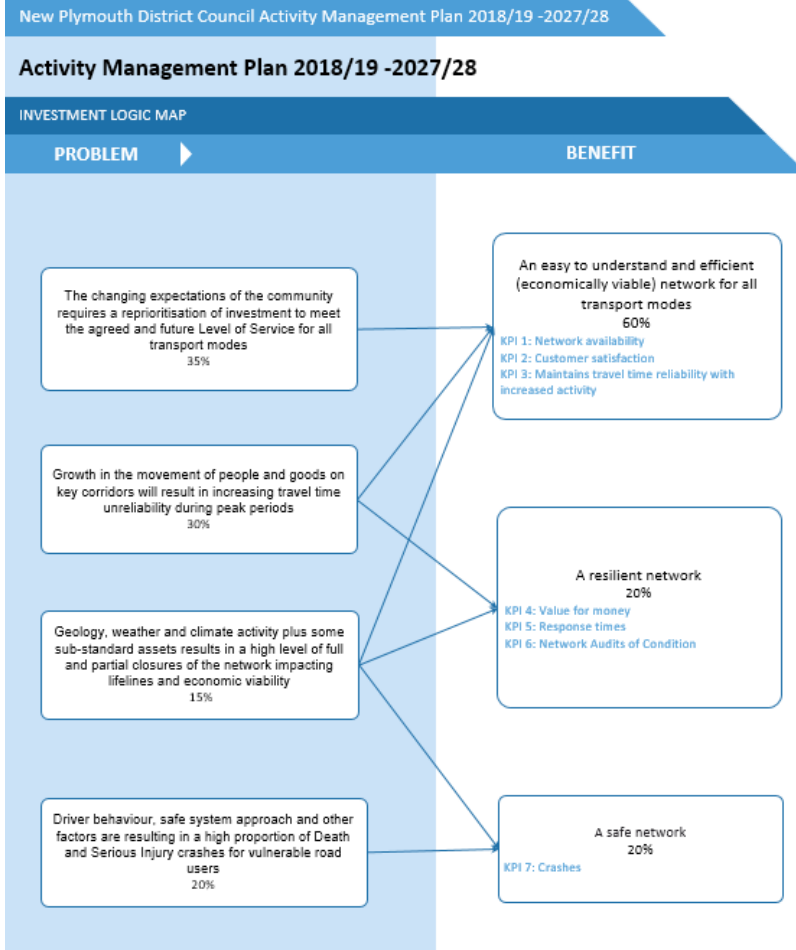 New Plymouth District Council Activity Management Plan 2018/19 -2027/28
Activity Management Plan 2018/19 -2027/28
INVESTMENT LOGIC MAP
PROBLEM
BENEFIT
The changing expectations of the community
requires a reprioritisation of investment to meet
the agreed and future Level of Service for all
transport modes
35%
Growth in the movement of people and goods on
key corridors will result in increasing travel time
unreliability during peak periods
30%
Geology, weather and climate activity plus some
sub-standard assets results in a high level of full
and partial closures of the network impacting
lifelines and economic viability
15%
Driver behaviour, safe system approach and other
factors are resulting in a high proportion of Death
and Serious Injury crashes for vulnerable road
users
20%
An easy to understand and efficient
(economically viable) network for all
transport modes
60%
KPI 1: Network availability
KPI 2: Customer satisfaction
KPI 3: Maintains travel time reliability with
increased activity
A resilient network
20%
KPI 4: Value for money
KPI 5: Response times
KPI 6: Network Audits of Condition
A safe network
20%
KPI 7: Crashes